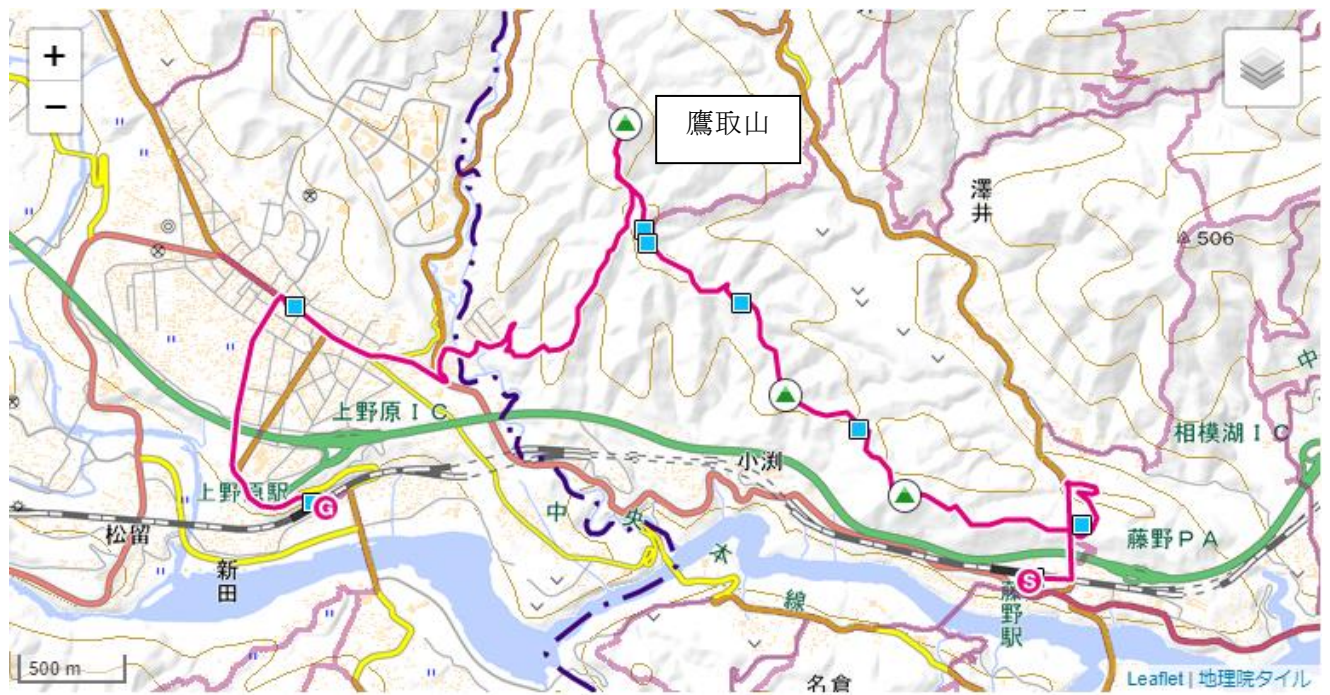 +
−
鷹取山
澤井
506
上野原IC
相模湖IC
中
小渕
上野原駅
G
松留
中央
藤野PA
新田
S
藤野駅
線
500 m
名倉
Leaflet | 地理院タイル